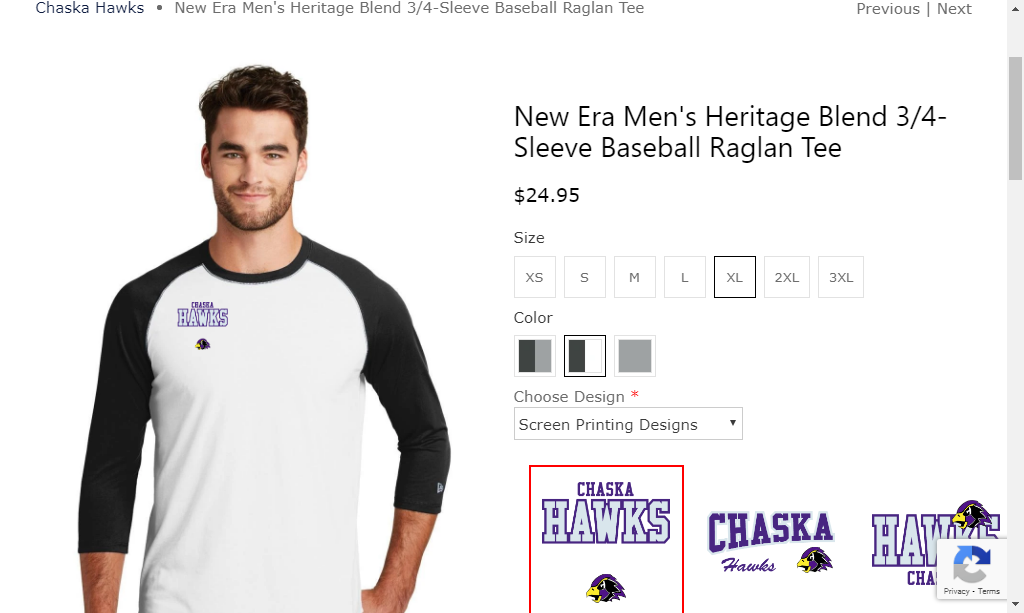 Chaska Hawks • New Era Men's Heritage Blend 3/4-Sleeve Baseball Raglan Tee
Previous | Next
New Era Men's Heritage Blend 3/4-
Sleeve Baseball Raglan Tee
$24.95
Size
XS S M L XL 2XL 3XL
Color
Choose Design *
Screen Printing Designs
CHASKA
HAWKS
CHASKA
HAWKS
CHASKA
Hawks
Privacy - Terms